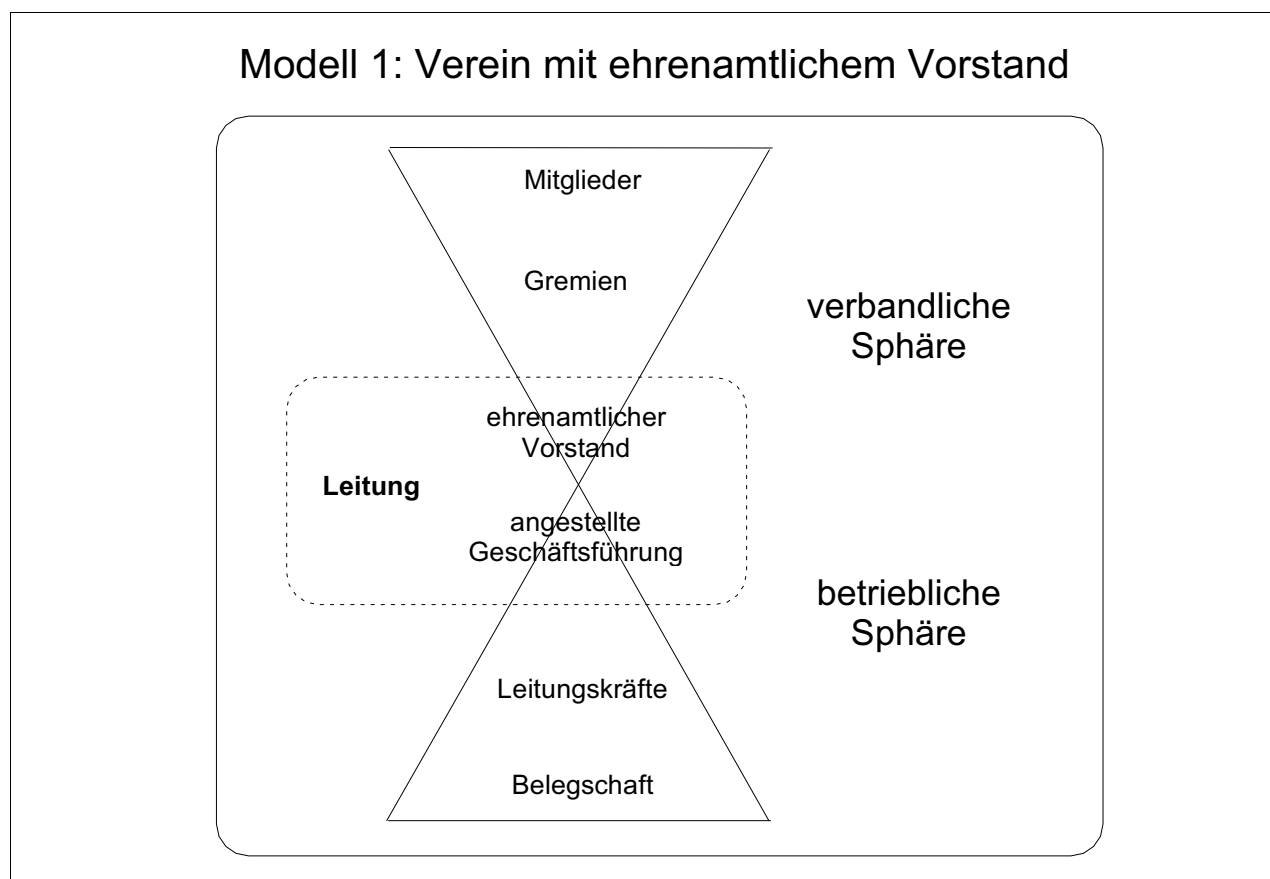 Modell 1: Verein mit ehrenamtlichem Vorstand
Mitglieder
Gremien
verbandliche
Sphäre
ehrenamtlicher
Vorstand
Leitung
angestellte
Geschäftsführung
betriebliche
Sphäre
Leitungskräfte
Belegschaft